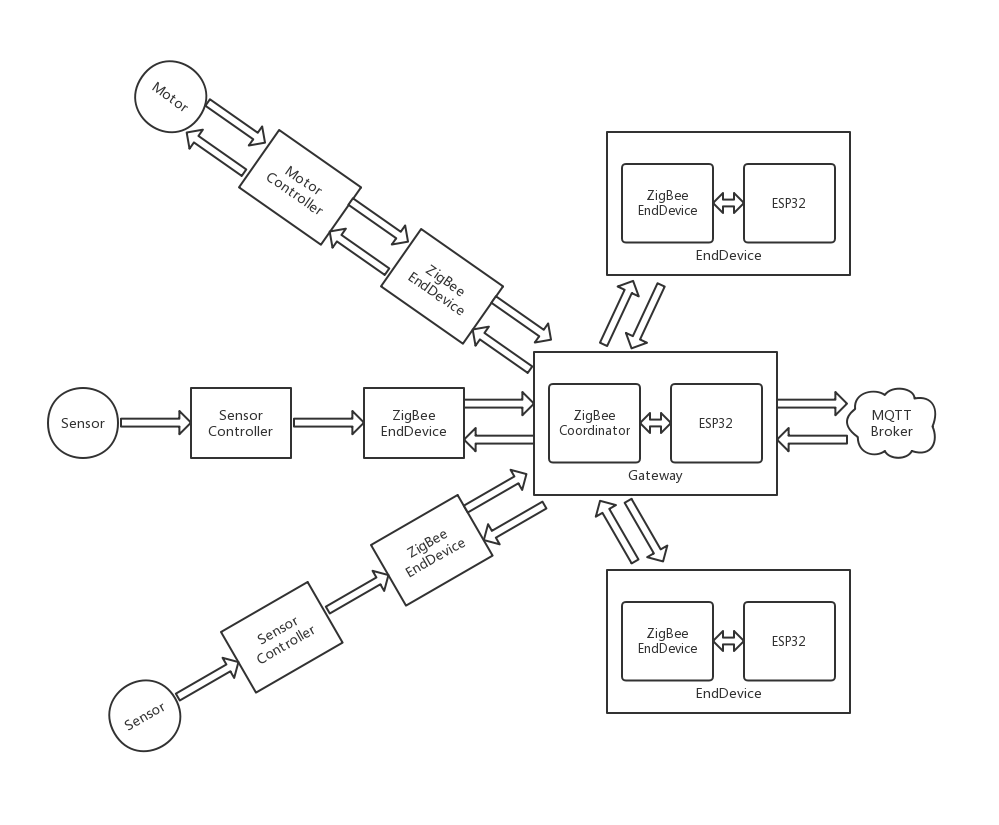 Motor
Motor
Controller
ZigBee
EndDevice
ZigBee
EndDevice
ESP32
EndDevice
Sensor
Sensor
Controller
ZigBee
EndDevice
ZigBee
Coordinator
ESP32
Gateway
MQTT
Broker
Sensor
Sensor
Controller
ZigBee
EndDevice
ZigBee
EndDevice
ESP32
EndDevice